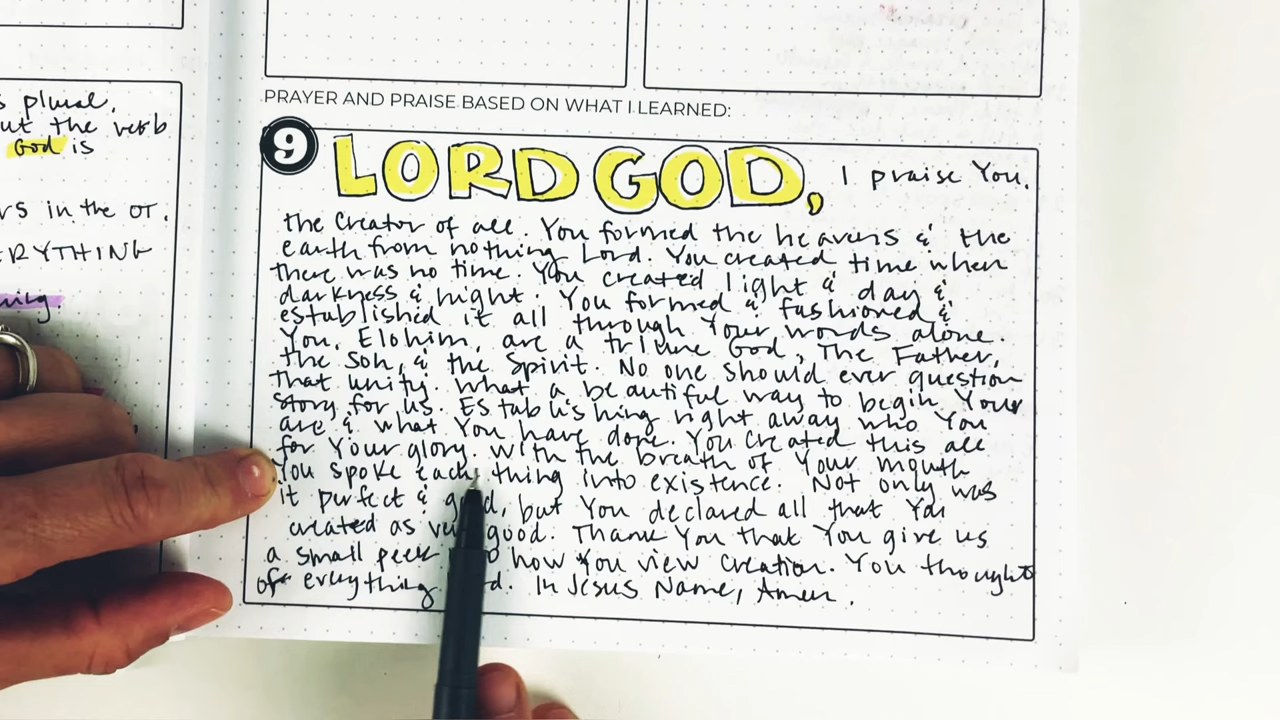 s plural.
ut the verb
God is
rs in the OT.
ERYTHING
PRAYER AND PRAISE BASED ON WHAT I LEARNED:
9
LORD GOD, I praise You.
the Creator of all. You formed the heavens & the
earth from nothing Lord. You created time when
there was no time. You created light & day &
darkness & night. You formed & fashioned &
established it all through Your words alone.
You, Elohim, are a triune God, The Father,
the Son, & the Spirit. No one should ever question
that unity. What a beautiful way to begin Your
story for us. Establishing right away who You
are & what You have done. You created this all
for Your glory. With the breath of Your mouth
You spoke each thing into existence. Not only was
it perfect & good, but You declared all that You
created as very good. Thank You that You give us
a small peek how You view Creation. You thought
of everything In Jesus Name, Amen.